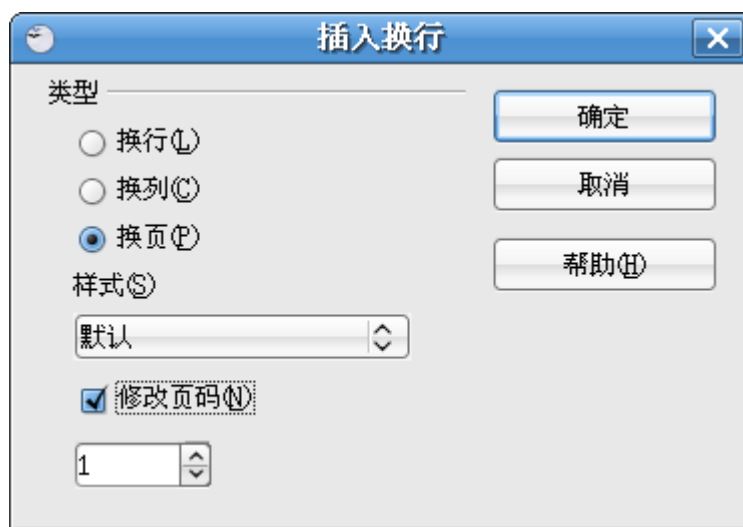 插入换行
类型
换行(L)
换列(C)
换页(P)
样式(S)
默认
修改页码(N)
1
确定
取消
帮助(H)